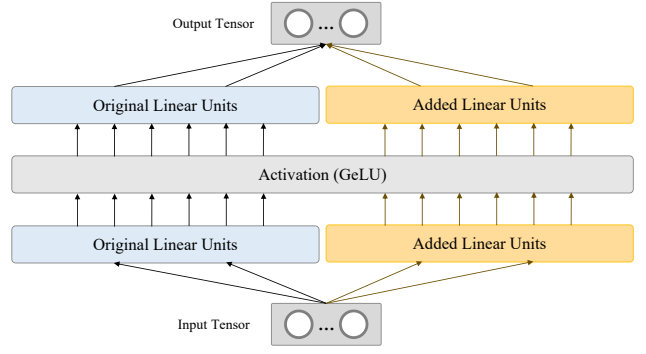 Output Tensor
...
Original Linear Units
Added Linear Units
Activation (GeLU)
Original Linear Units
Added Linear Units
Input Tensor
...